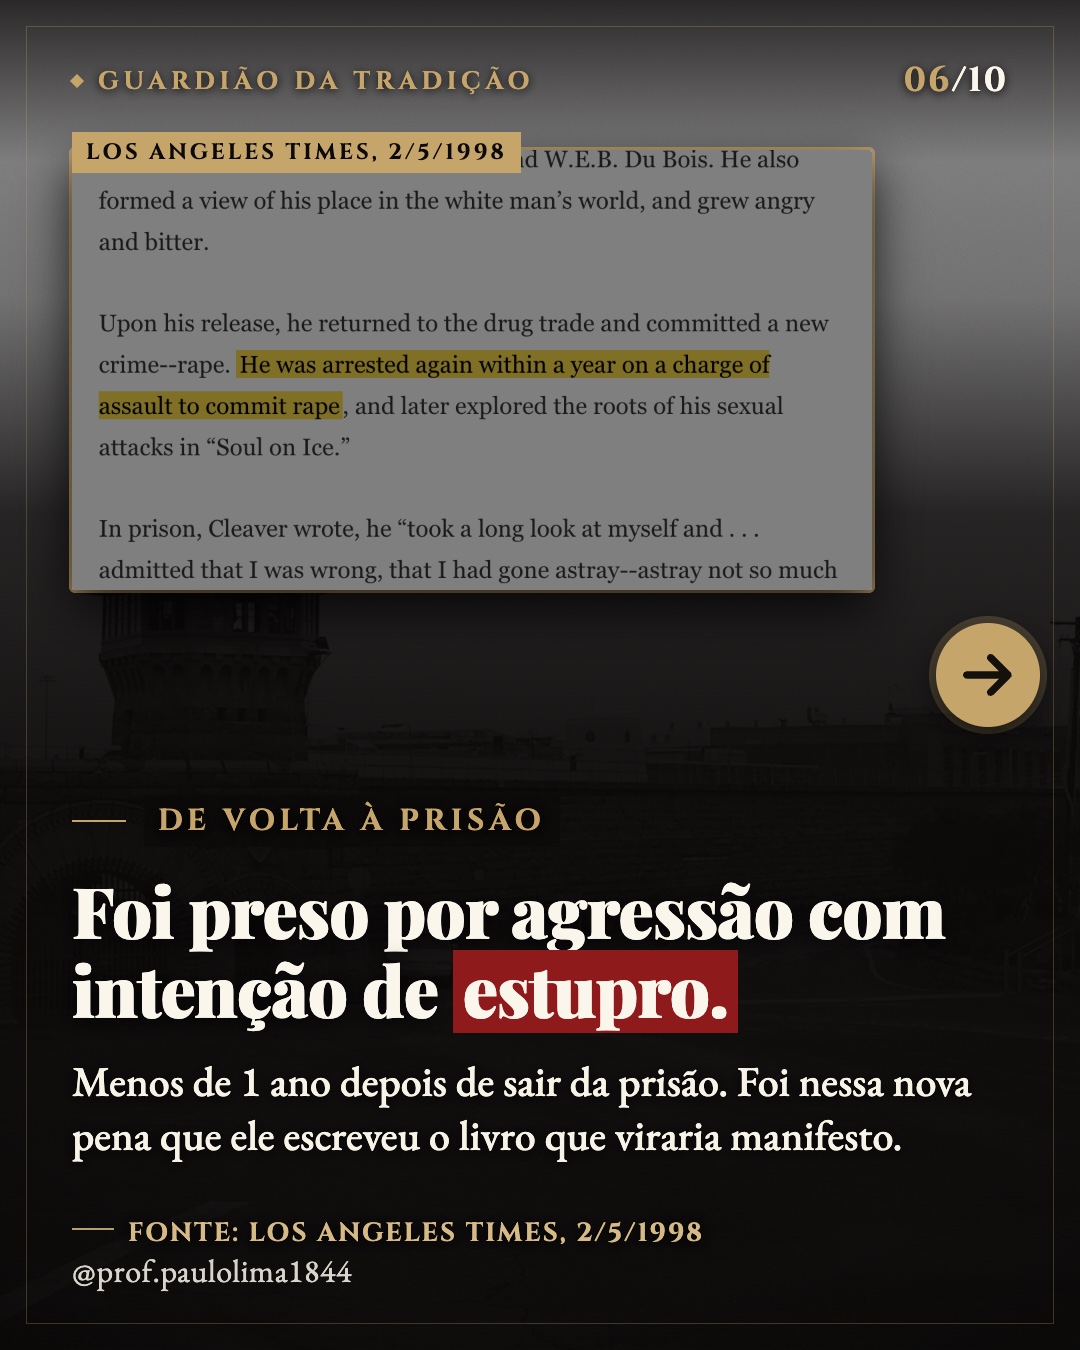 GUARDIÃO DA TRADIÇÃO
06/10
LOS ANGELES TIMES, 2/5/1998
W.E.B. Du Bois. He also
formed a view of his place in the white man’s world, and grew angry
and bitter.
Upon his release, he returned to the drug trade and committed a new
crime--rape. He was arrested again within a year on a charge of
assault to commit rape, and later explored the roots of his sexual
attacks in “Soul on Ice.”
In prison, Cleaver wrote, he “took a long look at myself and . . .
admitted that I was wrong, that I had gone astray--astray not so much
DE VOLTA À PRISÃO
Foi preso por agressão com
intenção de estupro.
Menos de 1 ano depois de sair da prisão. Foi nessa nova
pena que ele escreveu o livro que viraria manifesto.
FONTE: LOS ANGELES TIMES, 2/5/1998
@prof.paulolima1844